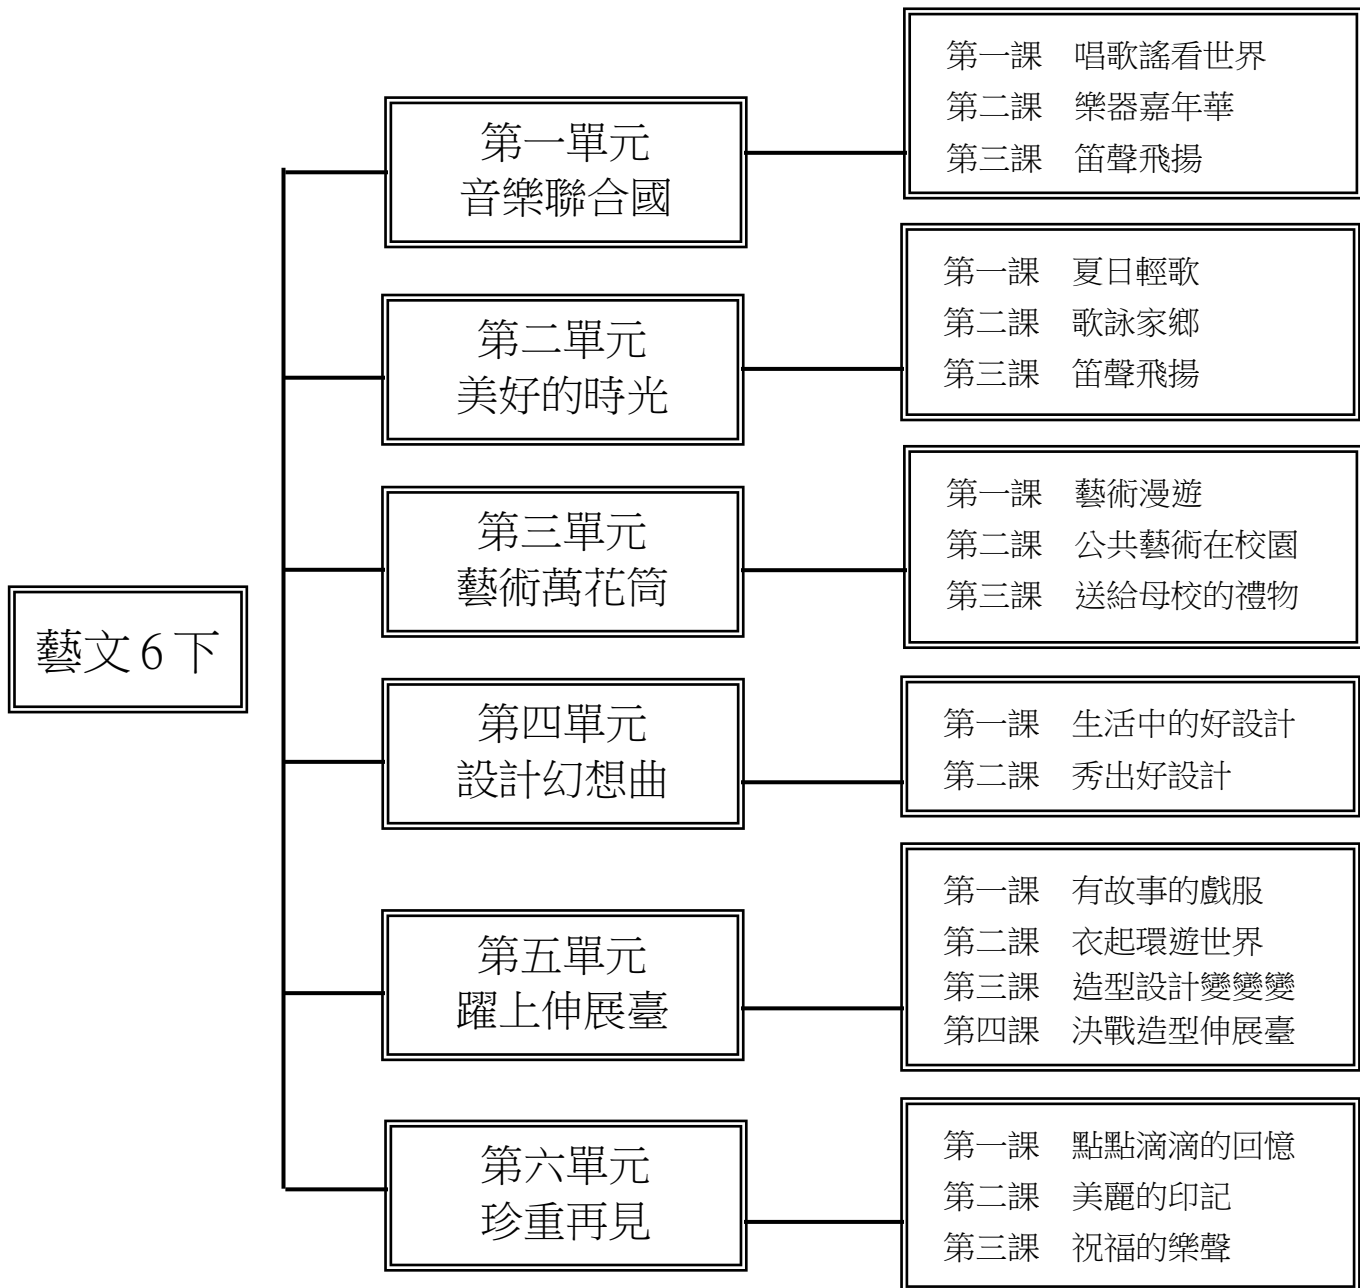 藝文6下
第一單元
音樂聯合國
第一課　唱歌謠看世界
第二課　樂器嘉年華
第三課　笛聲飛揚
第二單元
美好的時光
第一課　夏日輕歌
第二課　歌詠家鄉
第三課　笛聲飛揚
第三單元
藝術萬花筒
第一課　藝術漫遊
第二課　公共藝術在校園
第三課　送給母校的禮物
第四單元
設計幻想曲
第一課　生活中的好設計
第二課　秀出好設計
第五單元
躍上伸展臺
第一課　有故事的戲服
第二課　衣起環遊世界
第三課　造型設計變變變
第四課　決戰造型伸展臺
第六單元
珍重再見
第一課　點點滴滴的回憶
第二課　美麗的印記
第三課　祝福的樂聲